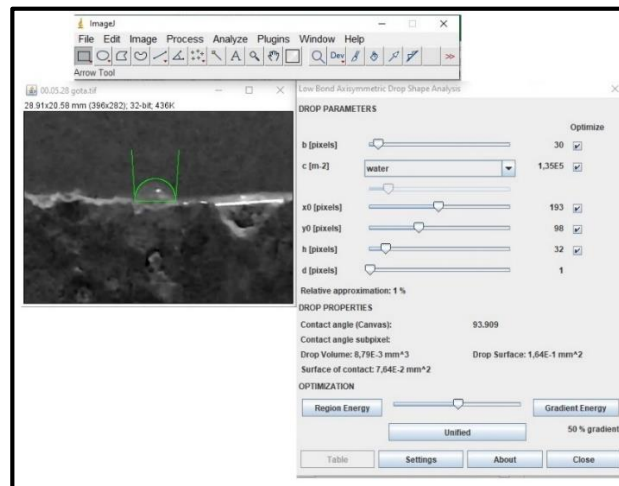 ImageJ
File Edit Image Process Analyze Plugins Window Help
A Dev >>
Arrow Tool
00.05.28 gota.tif
28.91x20.58 mm (396x282); 32-bit; 436K
Low Bond Axisymmetric Drop Shape Analysis
DROP PARAMETERS
Optimize
b [pixels] 30
c [m-2] water 1,35E5
x0 [pixels] 193
y0 [pixels] 98
h [pixels] 32
d [pixels] 1
Relative approximation: 1 %
DROP PROPERTIES
Contact angle (Canvas): 93.909
Contact angle subpixel:
Drop Volume: 8,79E-3 mm^3 Drop Surface: 1,64E-1 mm^2
Surface of contact: 7,64E-2 mm^2
OPTIMIZATION
Region Energy Gradient Energy
Unified 50 % gradient
Table Settings About Close